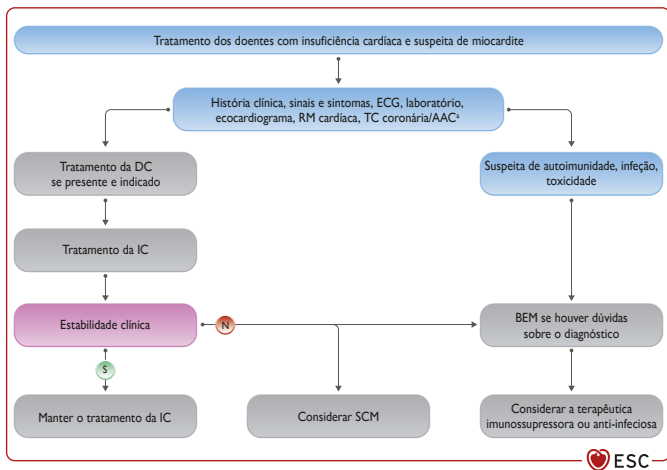 Tratamento dos doentes com insuficiência cardíaca e suspeita de miocardite
História clínica, sinais e sintomas, ECG, laboratório,
ecocardiograma, RM cardíaca, TC coronária/AACª
Tratamento da DC
se presente e indicado
Suspeita de autoimunidade, infeção,
toxicidade
Tratamento da IC
Estabilidade clínica
N
BEM se houver dúvidas
sobre o diagnóstico
S
Manter o tratamento da IC
Considerar SCM
Considerar a terapêutica
imunossupressora ou anti-infeciosa
ESC